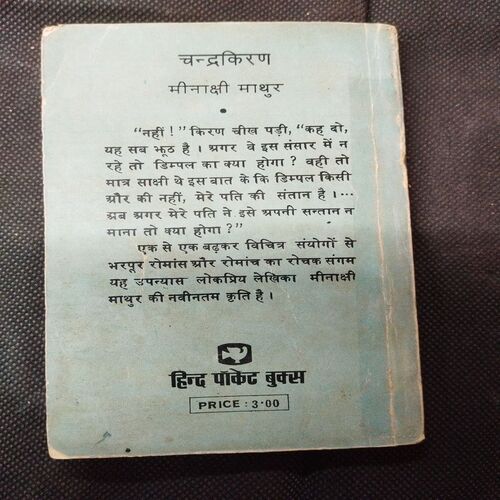 चन्द्रकिरण
मीनाक्षी माथुर
"नहीं!" किरण चीख पड़ी, "कह दो,
यह सब झूठ है। अगर वे इस संसार में न
रहे तो डिम्पल का क्या होगा? वही तो
मात्र साक्षी थे इस बात के कि डिम्पल किसी
और की नहीं, मेरे पति की संतान है।...
अब अगर मेरे पति ने इसे अपनी सन्तान न
माना तो क्या होगा?"
एक से एक बढ़कर विचित्र संयोगों से
भरपूर रोमांस और रोमांच का रोचक संगम
यह उपन्यास लोकप्रिय लेखिका मीनाक्षी
माथुर की नवीनतम कृति है।
हिन्द पॉकेट बुक्स
PRICE : 3·00